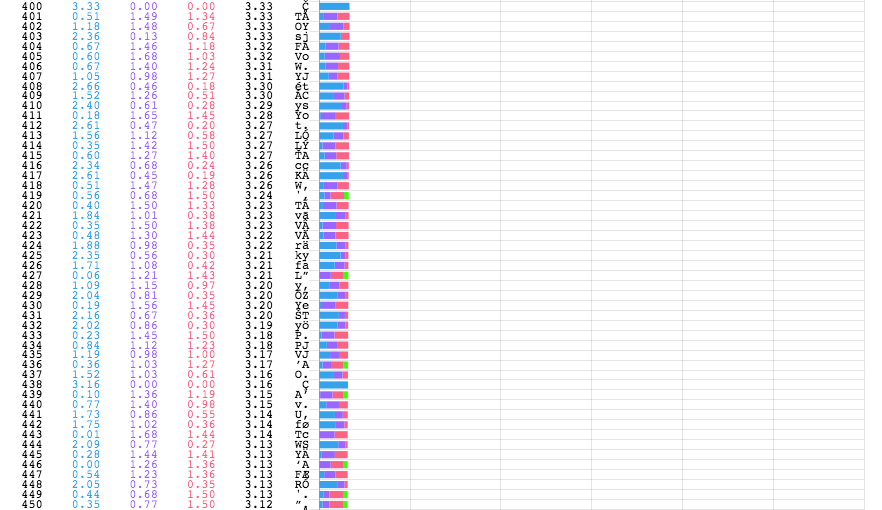 400 3.33 0.00 0.00 3.33
401 0.51 1.49 1.34 3.33
402 1.18 1.48 0.67 3.33 OY
403 2.36 0.13 0.84 3.33 sj
404 0.67 1.46 1.18 3.32
405 0.60 1.68 1.03 3.32 Vo
406 0.67 1.40 1.24 3.31 W.
407 1.05 0.98 1.27 3.31 YJ
408 2.66 0.46 0.18 3.30 ét
409 1.52 1.26 0.51 3.30
410 2.40 0.61 0.28 3.29 ys
411 0.18 1.65 1.45 3.28 Yo
412 2.61 0.47 0.20 3.27 t,
413 1.56 1.12 0.58 3.27
414 0.35 1.42 1.50 3.27
415 0.60 1.27 1.40 3.27
416 2.34 0.68 0.24 3.26
417 2.61 0.45 0.19 3.26
418 0.51 1.47 1.28 3.26 W,
419 0.56 0.68 1.50 3.24
420 0.40 1.50 1.33 3.23
421 1.84 1.01 0.38 3.23
422 0.35 1.50 1.38 3.23
423 0.48 1.30 1.44 3.22
424 1.88 0.98 0.35 3.22 rä
425 2.35 0.56 0.30 3.21 ky
426 1.71 1.08 0.42 3.21
427 0.06 1.21 1.43 3.21 L”
428 1.09 1.15 0.97 3.20 y,
429 2.04 0.81 0.35 3.20
430 0.19 1.56 1.45 3.20 Ye
431 2.16 0.67 0.36 3.20
432 2.02 0.86 0.30 3.19 yö
433 0.23 1.45 1.50 3.18 P.
434 0.84 1.12 1.23 3.18 PJ
435 1.19 0.98 1.00 3.17 VJ
436 0.36 1.03 1.27 3.17 ’A
437 1.52 1.03 0.61 3.16 O.
438 3.16 0.00 0.00 3.16
439 0.10 1.36 1.19 3.15 A’
440 0.77 1.40 0.98 3.15 v.
441 1.73 0.86 0.55 3.14 U,
442 1.75 1.02 0.36 3.14 fø
443 0.01 1.68 1.44 3.13 Tc
444 2.09 0.77 0.27 3.13
445 0.28 1.44 1.41 3.13
446 0.00 1.26 1.36 3.13 ‘A
447 0.54 1.23 1.36 3.13 FÆ
448 2.05 0.73 0.35 3.13
449 0.44 0.68 1.50 3.13 '.
450 0.35 0.77 1.50 3.12